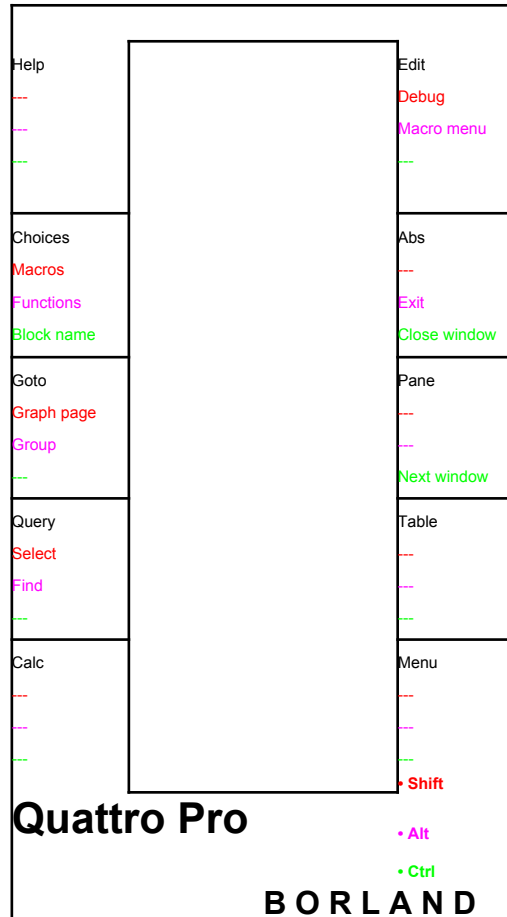 Help
---
---
---
Edit
Debug
Macro menu
---
Choices
Macros
Functions
Block name
Abs
---
Exit
Close window
Goto
Graph page
Group
---
Pane
---
---
Next window
Query
Select
Find
---
Table
---
---
---
Calc
---
---
---
Menu
---
---
---
• Shift
Quattro Pro
• Alt
• Ctrl
B O R L A N D